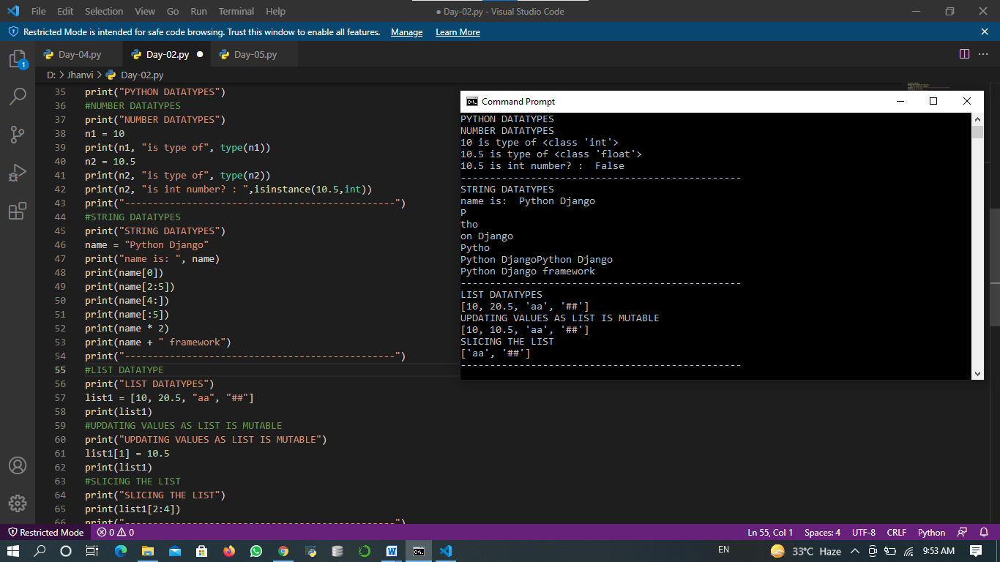 File Edit Selection View Go Run Terminal Help
● Day-02.py - Visual Studio Code
Restricted Mode is intended for safe code browsing. Trust this window to enable all features. Manage Learn More
Day-04.py Day-02.py ● Day-05.py
D: > Jhanvi > Day-02.py
1
35 print("PYTHON DATATYPES")
36 #NUMBER DATATYPES
37 print("NUMBER DATATYPES")
38 n1 = 10
39 print(n1, "is type of", type(n1))
40 n2 = 10.5
41 print(n2, "is type of", type(n2))
42 print(n2, "is int number? : ",isinstance(10.5,int))
43 print("------------------------------------------------")
44 #STRING DATATYPES
45 print("STRING DATATYPES")
46 name = "Python Django"
47 print("name is: ", name)
48 print(name[0])
49 print(name[2:5])
50 print(name[4:])
51 print(name[:5])
52 print(name * 2)
53 print(name + " framework")
54 print("------------------------------------------------")
55 #LIST DATATYPE
56 print("LIST DATATYPES")
57 list1 = [10, 20.5, "aa", "##"]
58 print(list1)
59 #UPDATING VALUES AS LIST IS MUTABLE
60 print("UPDATING VALUES AS LIST IS MUTABLE")
61 list1[1] = 10.5
62 print(list1)
63 #SLICING THE LIST
64 print("SLICING THE LIST")
65 print(list1[2:4])
66 print("------------------------------------------------")
Command Prompt
PYTHON DATATYPES
NUMBER DATATYPES
10 is type of <class 'int'>
10.5 is type of <class 'float'>
10.5 is int number? :  False
------------------------------------------------
STRING DATATYPES
name is:  Python Django
P
tho
on Django
Pytho
Python DjangoPython Django
Python Django framework
------------------------------------------------
LIST DATATYPES
[10, 20.5, 'aa', '##']
UPDATING VALUES AS LIST IS MUTABLE
[10, 10.5, 'aa', '##']
SLICING THE LIST
['aa', '##']
------------------------------------------------
Restricted Mode 0 0 Ln 55, Col 1 Spaces: 4 UTF-8 CRLF Python
EN 33°C Haze 9:53 AM